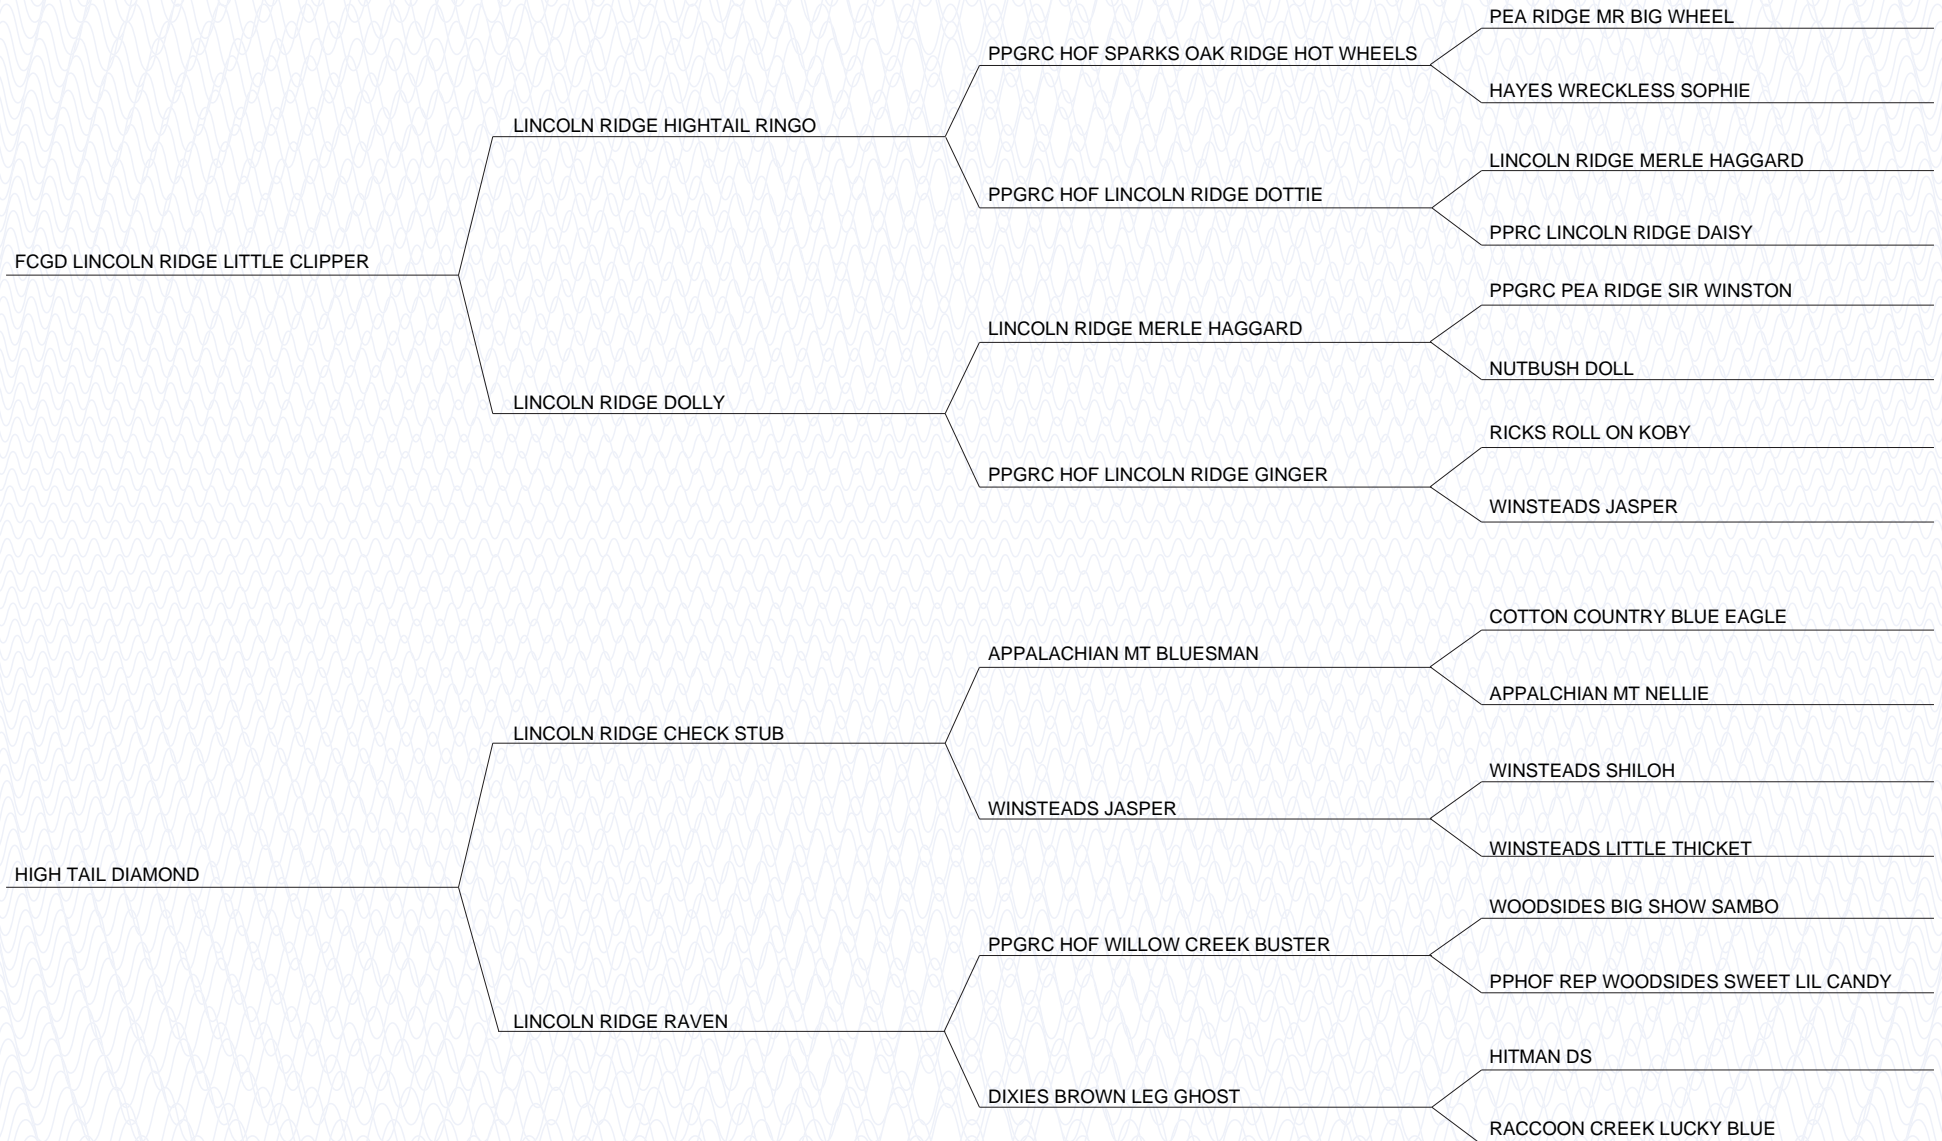 PEA RIDGE MR BIG WHEEL
PPGRC HOF SPARKS OAK RIDGE HOT WHEELS
HAYES WRECKLESS SOPHIE
LINCOLN RIDGE HIGHTAIL RINGO
LINCOLN RIDGE MERLE HAGGARD
PPGRC HOF LINCOLN RIDGE DOTTIE
PPRC LINCOLN RIDGE DAISY
FCGD LINCOLN RIDGE LITTLE CLIPPER
PPGRC PEA RIDGE SIR WINSTON
LINCOLN RIDGE MERLE HAGGARD
NUTBUSH DOLL
LINCOLN RIDGE DOLLY
RICKS ROLL ON KOBY
PPGRC HOF LINCOLN RIDGE GINGER
WINSTEADS JASPER
COTTON COUNTRY BLUE EAGLE
APPALACHIAN MT BLUESMAN
APPALCHIAN MT NELLIE
LINCOLN RIDGE CHECK STUB
WINSTEADS SHILOH
WINSTEADS JASPER
WINSTEADS LITTLE THICKET
HIGH TAIL DIAMOND
WOODSIDES BIG SHOW SAMBO
PPGRC HOF WILLOW CREEK BUSTER
PPHOF REP WOODSIDES SWEET LIL CANDY
LINCOLN RIDGE RAVEN
HITMAN DS
DIXIES BROWN LEG GHOST
RACCOON CREEK LUCKY BLUE